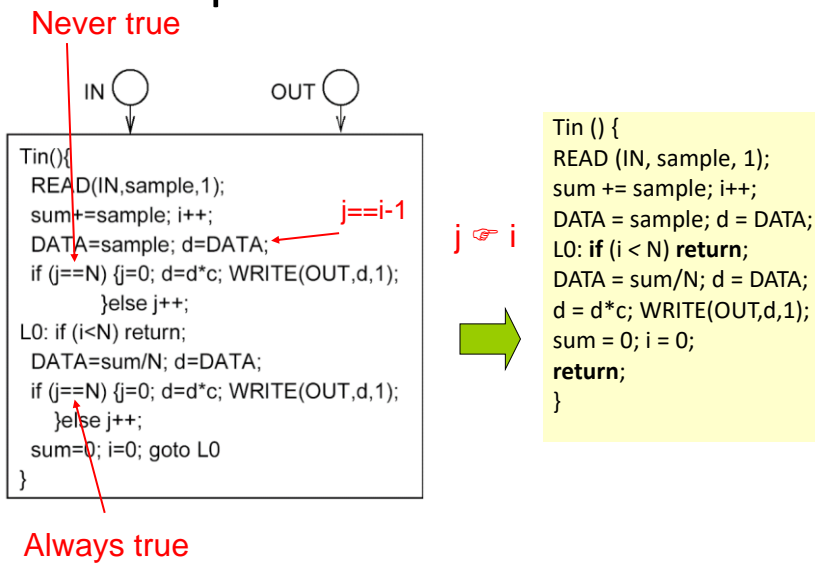 Never true
IN
OUT
Tin(){
READ(IN,sample,1);
sum+=sample; i++;
DATA=sample; d=DATA;
if (j==N) {j=0; d=d*c; WRITE(OUT,d,1);
}else j++;
L0: if (i<N) return;
DATA=sum/N; d=DATA;
if (j==N) {j=0; d=d*c; WRITE(OUT,d,1);
}else j++;
sum=0; i=0; goto L0
}
j==i-1
Always true
j ☞ i
Tin () {
READ (IN, sample, 1);
sum += sample; i++;
DATA = sample; d = DATA;
L0: if (i < N) return;
DATA = sum/N; d = DATA;
d = d*c; WRITE(OUT,d,1);
sum = 0; i = 0;
return;
}